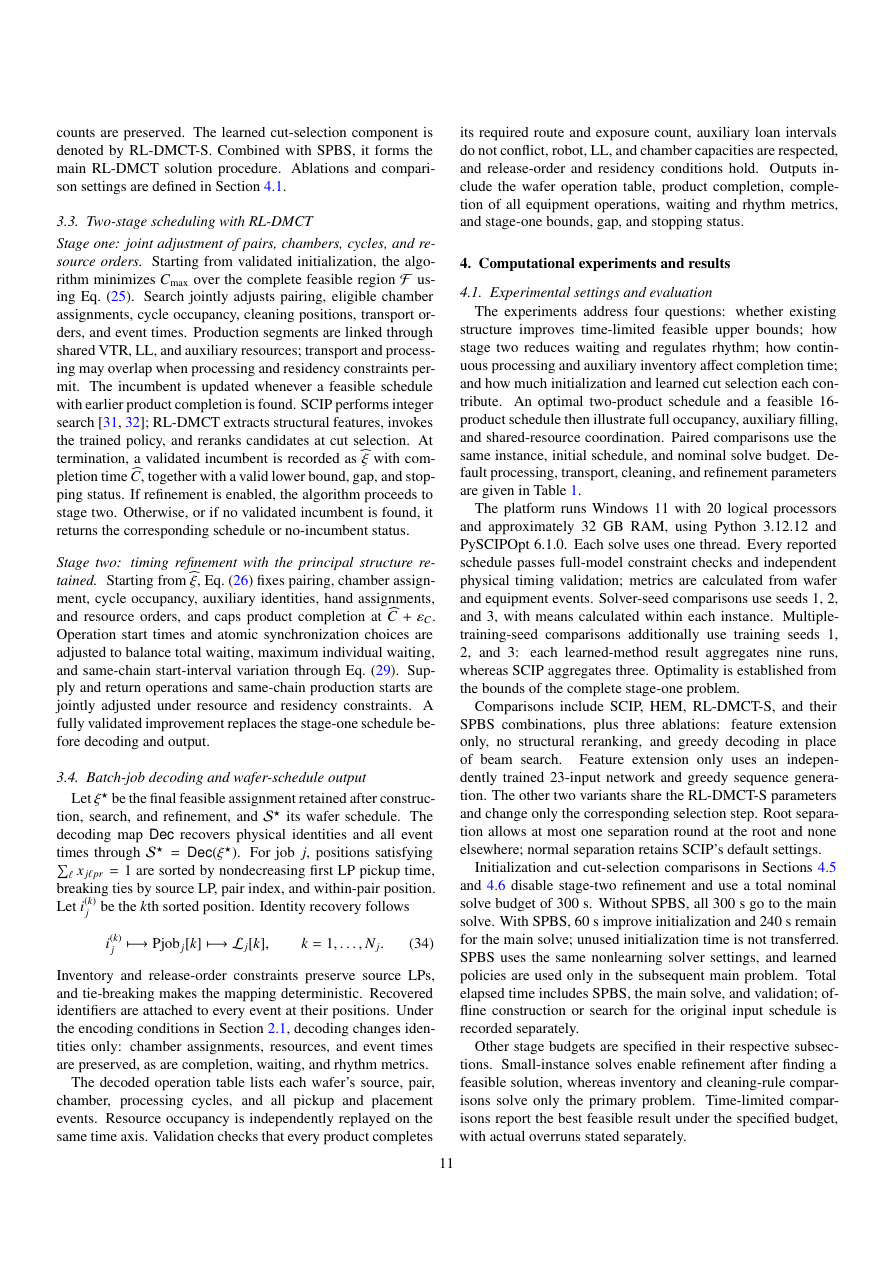 counts are preserved. The learned cut-selection component is
denoted by RL-DMCT-S. Combined with SPBS, it forms the
main RL-DMCT solution procedure. Ablations and compari-
son settings are defined in Section 4.1.
3.3. Two-stage scheduling with RL-DMCT
Stage one: joint adjustment of pairs, chambers, cycles, and re-
source orders. Starting from validated initialization, the algo-
rithm minimizes C_max over the complete feasible region ℱ us-
ing Eq. (25). Search jointly adjusts pairing, eligible chamber
assignments, cycle occupancy, cleaning positions, transport or-
ders, and event times. Production segments are linked through
shared VTR, LL, and auxiliary resources; transport and process-
ing may overlap when processing and residency constraints per-
mit. The incumbent is updated whenever a feasible schedule
with earlier product completion is found. SCIP performs integer
search [31, 32]; RL-DMCT extracts structural features, invokes
the trained policy, and reranks candidates at cut selection. At
termination, a validated incumbent is recorded as ξ̂ with com-
pletion time Ĉ, together with a valid lower bound, gap, and stop-
ping status. If refinement is enabled, the algorithm proceeds to
stage two. Otherwise, or if no validated incumbent is found, it
returns the corresponding schedule or no-incumbent status.
Stage two: timing refinement with the principal structure re-
tained. Starting from ξ̂, Eq. (26) fixes pairing, chamber assign-
ment, cycle occupancy, auxiliary identities, hand assignments,
and resource orders, and caps product completion at Ĉ + ε_C.
Operation start times and atomic synchronization choices are
adjusted to balance total waiting, maximum individual waiting,
and same-chain start-interval variation through Eq. (29). Sup-
ply and return operations and same-chain production starts are
jointly adjusted under resource and residency constraints. A
fully validated improvement replaces the stage-one schedule be-
fore decoding and output.
3.4. Batch-job decoding and wafer-schedule output
Let ξ⋆ be the final feasible assignment retained after construc-
tion, search, and refinement, and 𝒮⋆ its wafer schedule. The
decoding map Dec recovers physical identities and all event
times through 𝒮⋆ = Dec(ξ⋆). For job j, positions satisfying
∑_ℓ x_{jℓpr} = 1 are sorted by nondecreasing first LP pickup time,
breaking ties by source LP, pair index, and within-pair position.
Let i_j^{(k)} be the kth sorted position. Identity recovery follows
i_j^{(k)} ⟼ Pjob_j[k] ⟼ ℒ_j[k], k = 1, . . . , N_j. (34)
Inventory and release-order constraints preserve source LPs,
and tie-breaking makes the mapping deterministic. Recovered
identifiers are attached to every event at their positions. Under
the encoding conditions in Section 2.1, decoding changes iden-
tities only: chamber assignments, resources, and event times
are preserved, as are completion, waiting, and rhythm metrics.
The decoded operation table lists each wafer's source, pair,
chamber, processing cycles, and all pickup and placement
events. Resource occupancy is independently replayed on the
same time axis. Validation checks that every product completes
its required route and exposure count, auxiliary loan intervals
do not conflict, robot, LL, and chamber capacities are respected,
and release-order and residency conditions hold. Outputs in-
clude the wafer operation table, product completion, comple-
tion of all equipment operations, waiting and rhythm metrics,
and stage-one bounds, gap, and stopping status.
4. Computational experiments and results
4.1. Experimental settings and evaluation
The experiments address four questions: whether existing
structure improves time-limited feasible upper bounds; how
stage two reduces waiting and regulates rhythm; how contin-
uous processing and auxiliary inventory affect completion time;
and how much initialization and learned cut selection each con-
tribute. An optimal two-product schedule and a feasible 16-
product schedule then illustrate full occupancy, auxiliary filling,
and shared-resource coordination. Paired comparisons use the
same instance, initial schedule, and nominal solve budget. De-
fault processing, transport, cleaning, and refinement parameters
are given in Table 1.
The platform runs Windows 11 with 20 logical processors
and approximately 32 GB RAM, using Python 3.12.12 and
PySCIPOpt 6.1.0. Each solve uses one thread. Every reported
schedule passes full-model constraint checks and independent
physical timing validation; metrics are calculated from wafer
and equipment events. Solver-seed comparisons use seeds 1, 2,
and 3, with means calculated within each instance. Multiple-
training-seed comparisons additionally use training seeds 1,
2, and 3: each learned-method result aggregates nine runs,
whereas SCIP aggregates three. Optimality is established from
the bounds of the complete stage-one problem.
Comparisons include SCIP, HEM, RL-DMCT-S, and their
SPBS combinations, plus three ablations: feature extension
only, no structural reranking, and greedy decoding in place
of beam search. Feature extension only uses an indepen-
dently trained 23-input network and greedy sequence genera-
tion. The other two variants share the RL-DMCT-S parameters
and change only the corresponding selection step. Root separa-
tion allows at most one separation round at the root and none
elsewhere; normal separation retains SCIP's default settings.
Initialization and cut-selection comparisons in Sections 4.5
and 4.6 disable stage-two refinement and use a total nominal
solve budget of 300 s. Without SPBS, all 300 s go to the main
solve. With SPBS, 60 s improve initialization and 240 s remain
for the main solve; unused initialization time is not transferred.
SPBS uses the same nonlearning solver settings, and learned
policies are used only in the subsequent main problem. Total
elapsed time includes SPBS, the main solve, and validation; of-
fline construction or search for the original input schedule is
recorded separately.
Other stage budgets are specified in their respective subsec-
tions. Small-instance solves enable refinement after finding a
feasible solution, whereas inventory and cleaning-rule compar-
isons solve only the primary problem. Time-limited compar-
isons report the best feasible result under the specified budget,
with actual overruns stated separately.
11